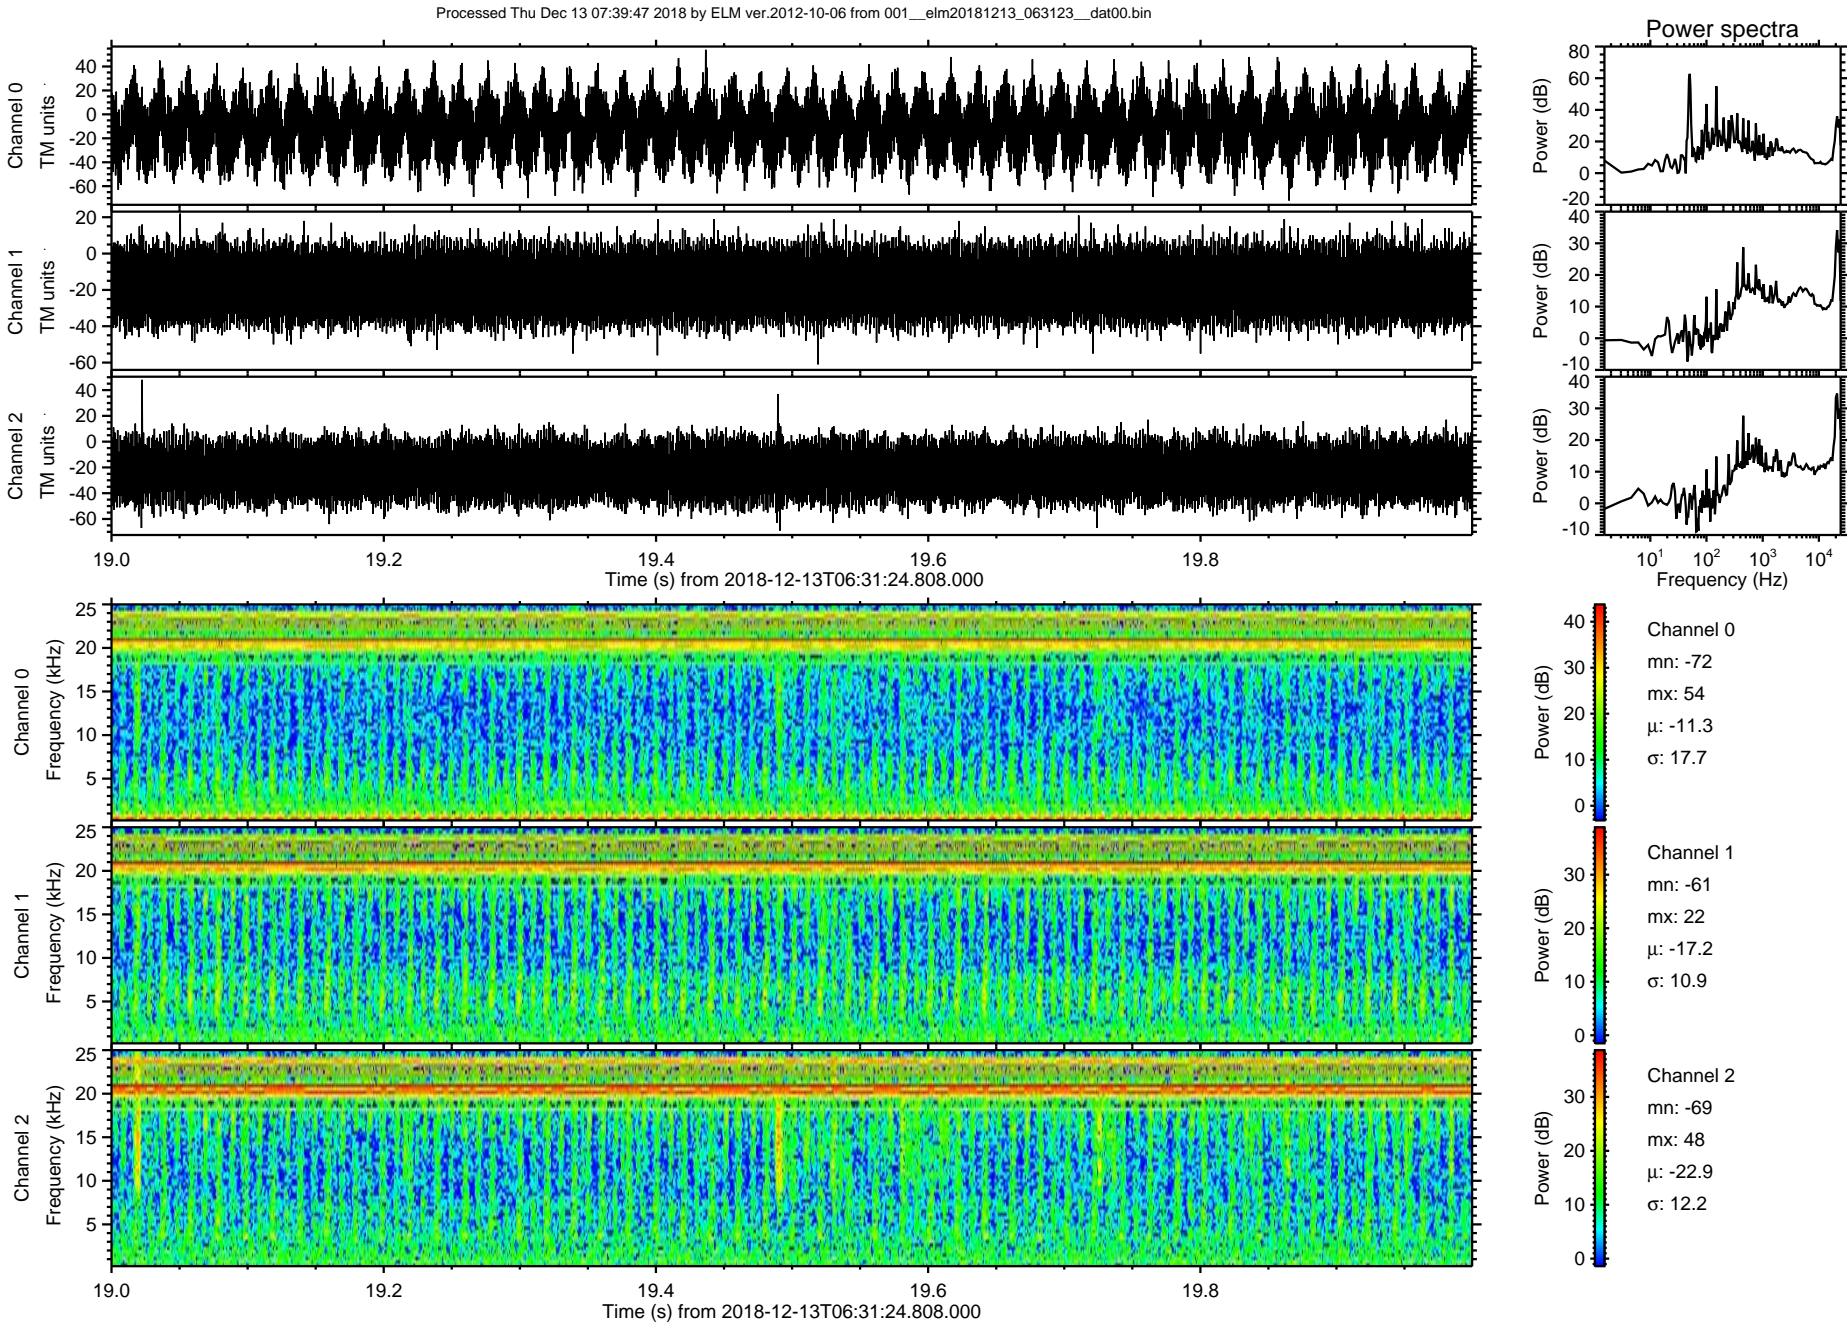 Processed Thu Dec 13 07:39:47 2018 by ELM ver.2012-10-06 from 001__elm20181213_063123__dat00.bin
Power spectra
Channel 0
TM units
40
20
0
-20
-40
-60
Power (dB)
80
60
40
20
0
-20
Channel 1
TM units
20
0
-20
-40
-60
Power (dB)
40
30
20
10
0
-10
Channel 2
TM units
40
20
0
-20
-40
-60
Power (dB)
40
30
20
10
0
-10
19.0 19.2 19.4 19.6 19.8
Time (s) from 2018-12-13T06:31:24.808.000
10^1 10^2 10^3 10^4
Frequency (Hz)
Channel 0
Frequency (kHz)
25
20
15
10
5
Power (dB)
40
30
20
10
0
Channel 0
mn: -72
mx: 54
μ: -11.3
σ: 17.7
Channel 1
Frequency (kHz)
25
20
15
10
5
Power (dB)
30
20
10
0
Channel 1
mn: -61
mx: 22
μ: -17.2
σ: 10.9
Channel 2
Frequency (kHz)
25
20
15
10
5
Power (dB)
30
20
10
0
Channel 2
mn: -69
mx: 48
μ: -22.9
σ: 12.2
19.0 19.2 19.4 19.6 19.8
Time (s) from 2018-12-13T06:31:24.808.000